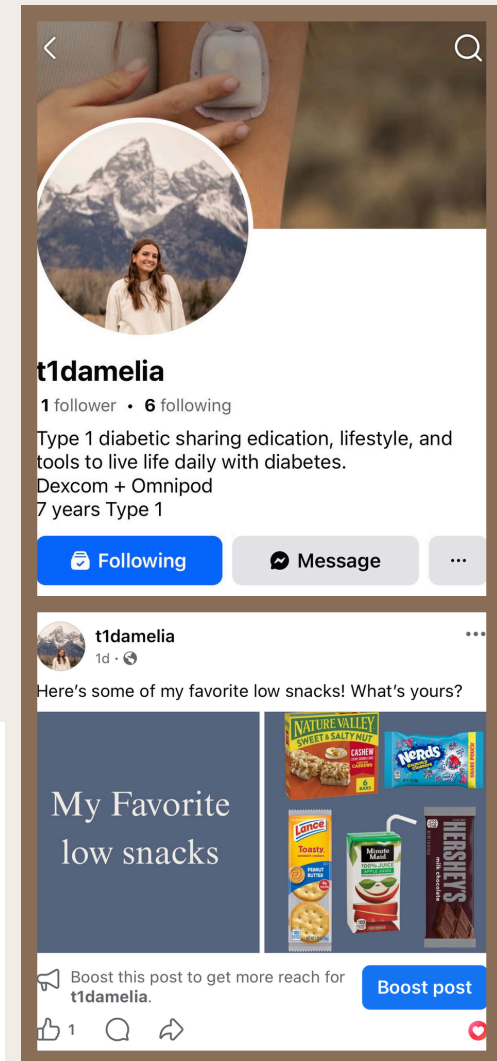 t1damelia
1 follower • 6 following
Type 1 diabetic sharing edication, lifestyle, and
tools to live life daily with diabetes.
Dexcom + Omnipod
7 years Type 1
Following
Message
t1damelia
1d ·
Here's some of my favorite low snacks! What's yours?
My Favorite
low snacks
NATURE VALLEY
SWEET & SALTY NUT
CASHEW
6
BARS
NeRDS
Lance
Toasty
PEANUT
BUTTER
Minute
Maid
100% JUICE
APPLE JUICE
HERSHEY'S
milk chocolate
Boost this post to get more reach for
t1damelia.
Boost post
1